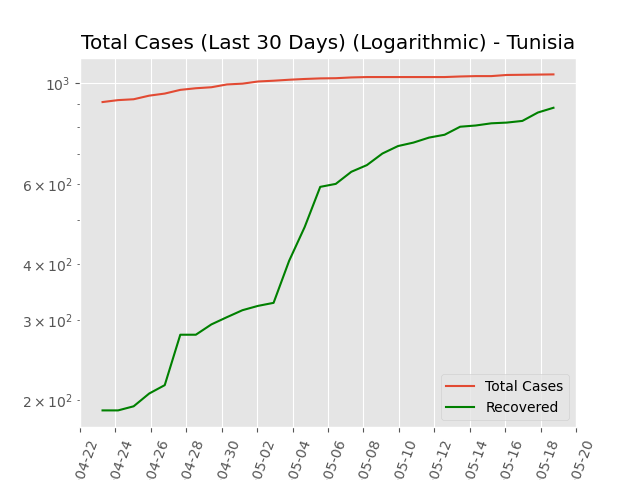 Total Cases (Last 30 Days) (Logarithmic) - Tunisia
10³
6 × 10²
4 × 10²
3 × 10²
2 × 10²
Total Cases
Recovered
04-22
04-24
04-26
04-28
04-30
05-02
05-04
05-06
05-08
05-10
05-12
05-14
05-16
05-18
05-20